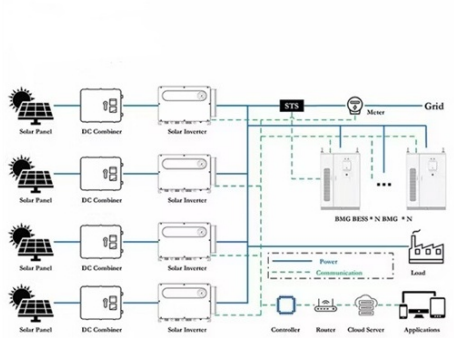 STS
Meter
Grid
Solar Panel
DC Combiner
Solar Inverter
Solar Panel
DC Combiner
Solar Inverter
BMG BESS * N BMG * N
Solar Panel
DC Combiner
Solar Inverter
Power
Communication
Load
Solar Panel
DC Combiner
Solar Inverter
Controller
Router
Cloud Server
Applications